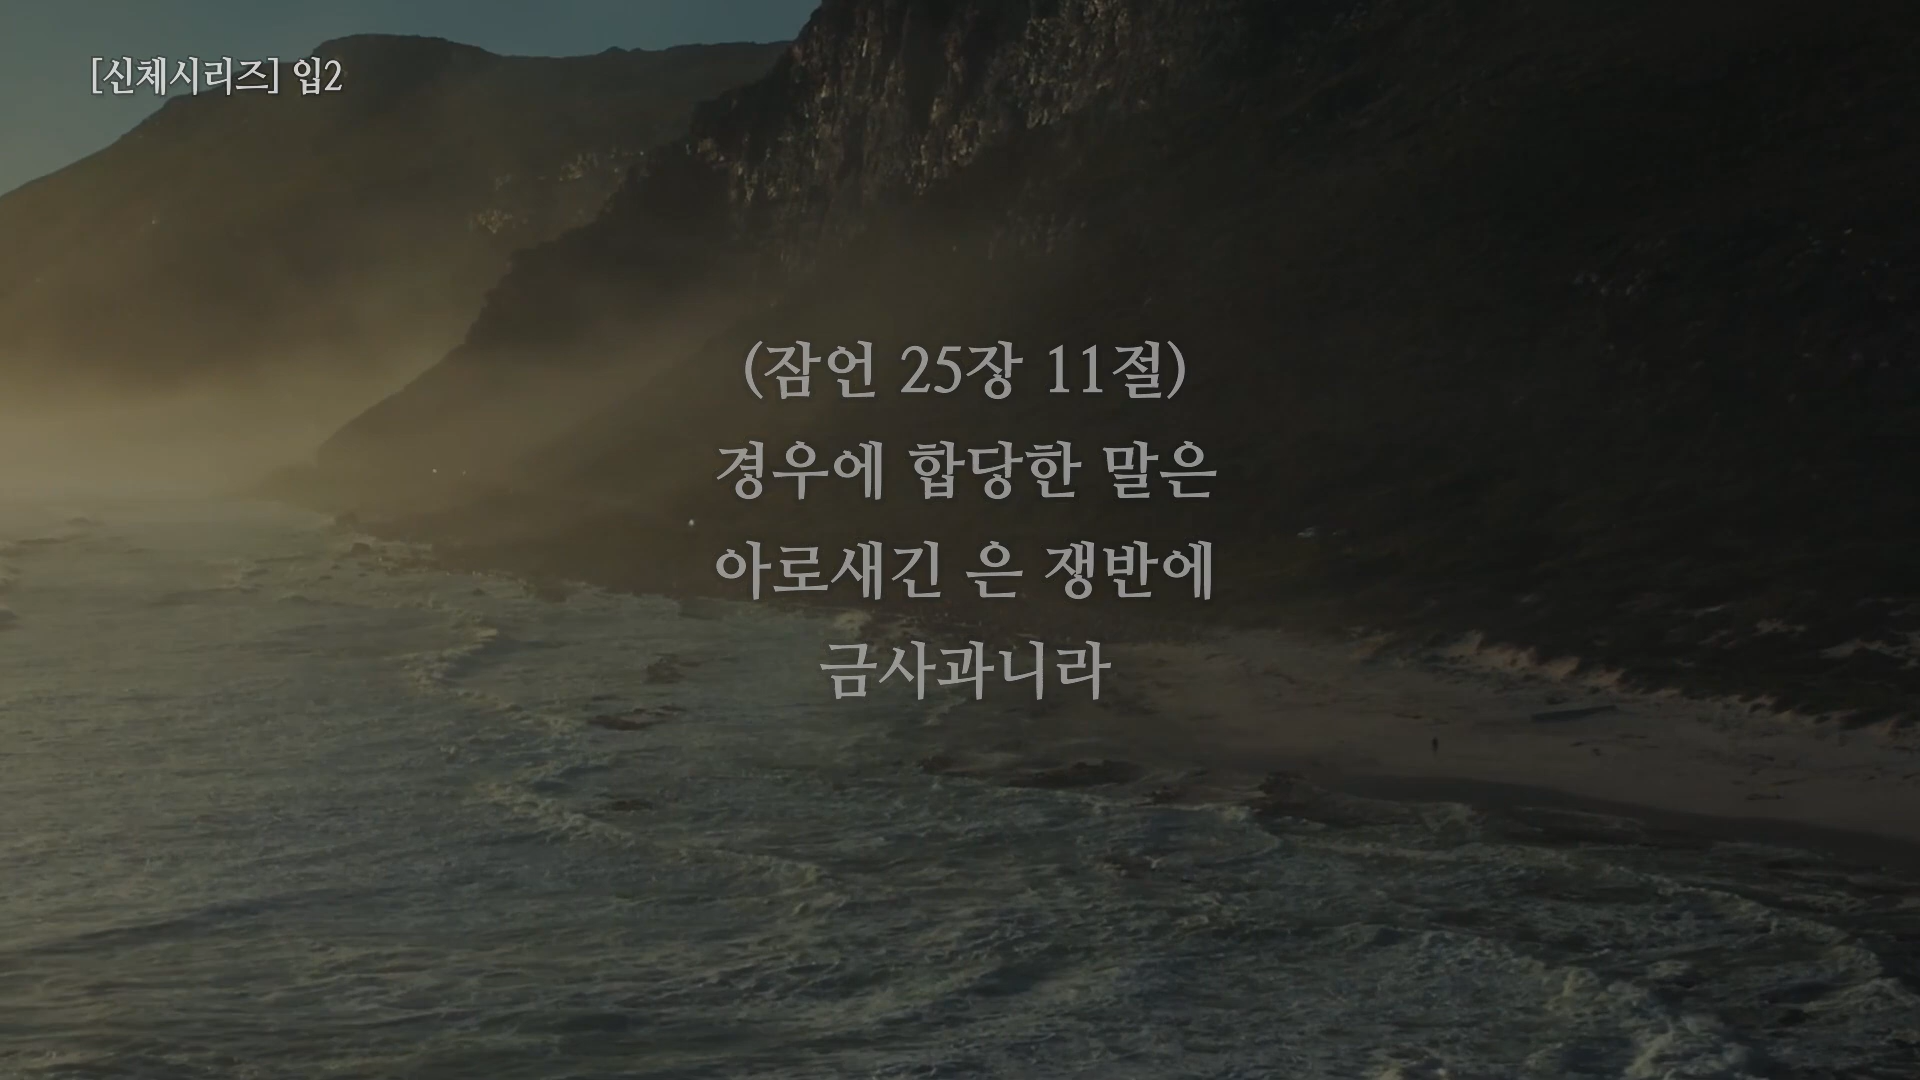 [신체시리즈] 입2
(잠언 25장 11절)
경우에 합당한 말은
아로새긴 은 쟁반에
금사과니라